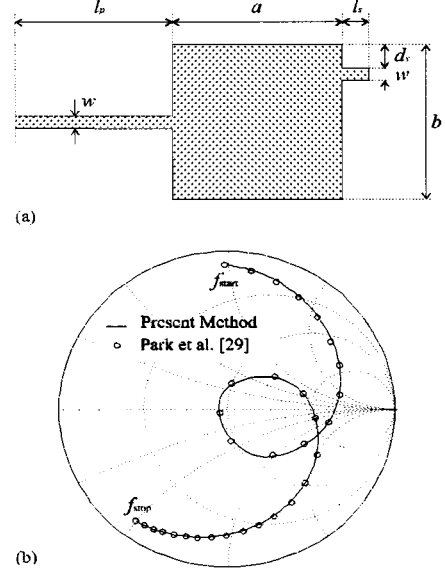 l_p a l_s
d_s
w w
b
(a)
f_start
Present Method
Park et al. [29]
f_stop
(b)